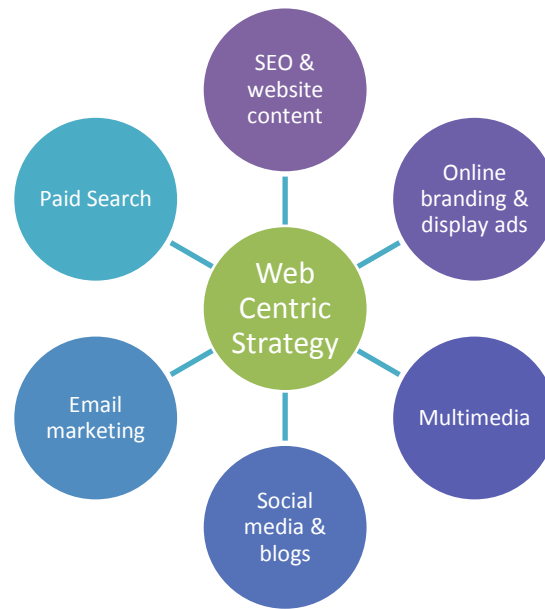 SEO &
website
content
Online
branding &
display ads
Multimedia
Social
media &
blogs
Email
marketing
Paid Search
Web
Centric
Strategy